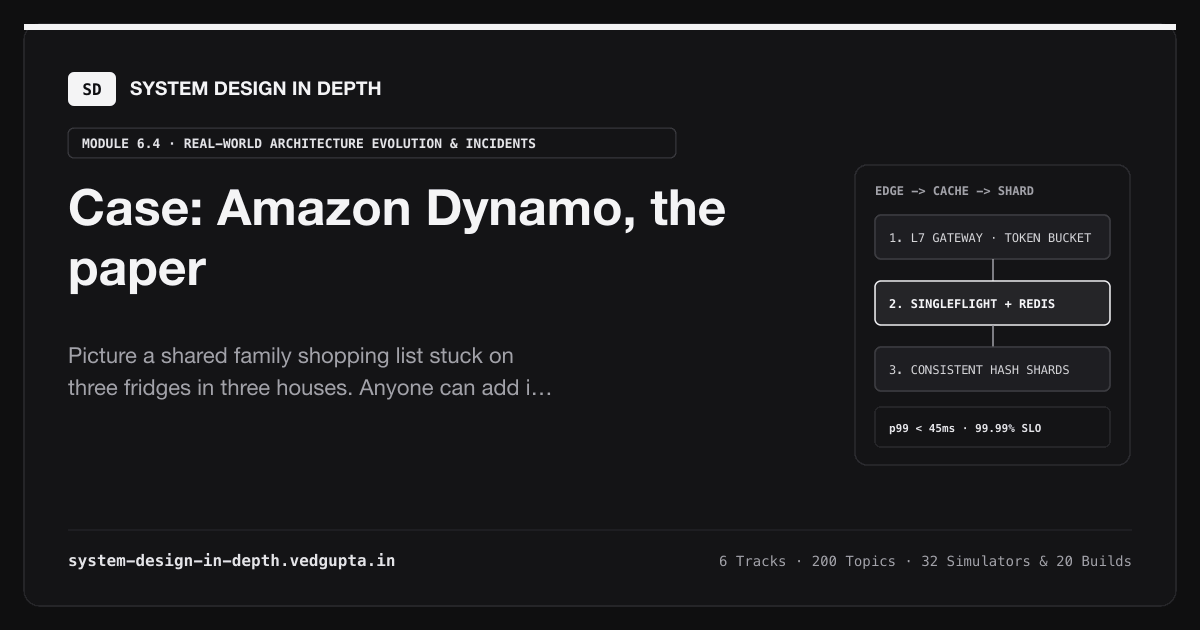 SD
SYSTEM DESIGN IN DEPTH
MODULE 6.4 · REAL-WORLD ARCHITECTURE EVOLUTION & INCIDENTS
Case: Amazon Dynamo, the
paper
Picture a shared family shopping list stuck on
three fridges in three houses. Anyone can add i…
EDGE -> CACHE -> SHARD
1. L7 GATEWAY · TOKEN BUCKET
2. SINGLEFLIGHT + REDIS
3. CONSISTENT HASH SHARDS
p99 < 45ms · 99.99% SLO
system-design-in-depth.vedgupta.in
6 Tracks · 200 Topics · 32 Simulators & 20 Builds